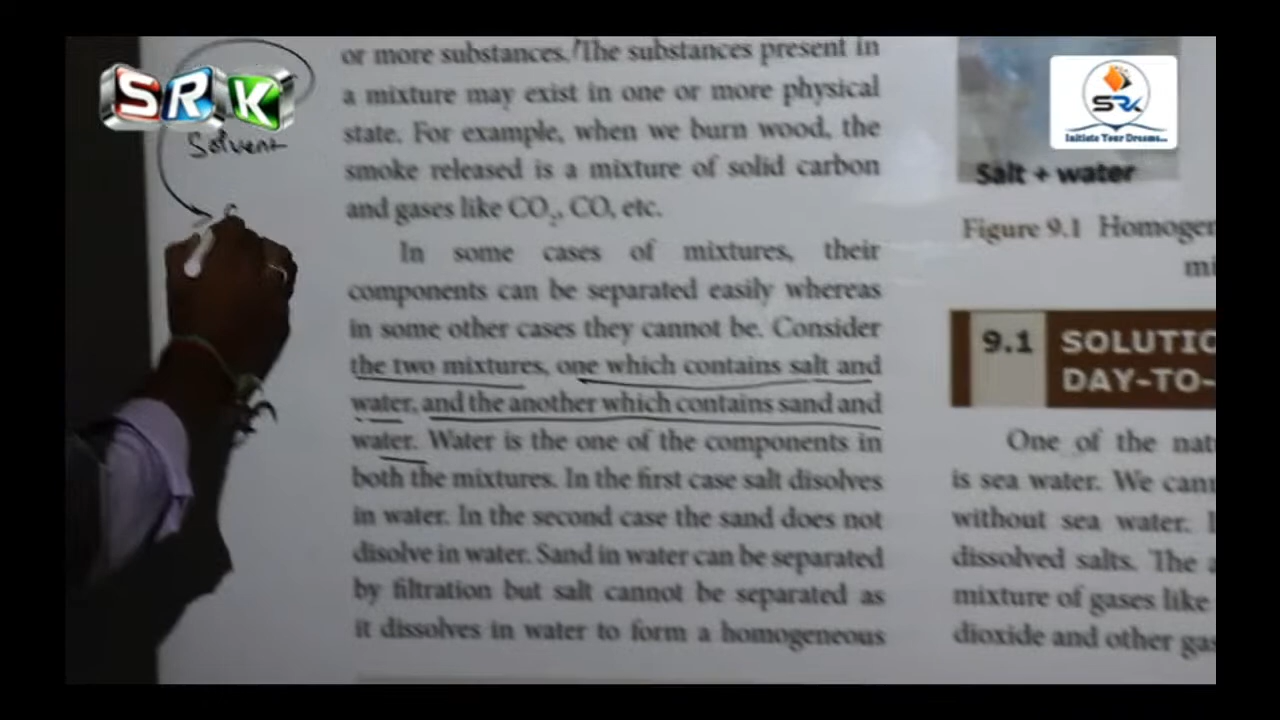 SRK
Solvent
or more substances. The substances present in
a mixture may exist in one or more physical
state. For example, when we burn wood, the
smoke released is a mixture of solid carbon
and gases like CO₂, CO, etc.
In some cases of mixtures, their
components can be separated easily whereas
in some other cases they cannot be. Consider
the two mixtures, one which contains salt and
water, and the another which contains sand and
water. Water is the one of the components in
both the mixtures. In the first case salt disolves
in water. In the second case the sand does not
disolve in water. Sand in water can be separated
by filtration but salt cannot be separated as
it dissolves in water to form a homogeneous
SRK
Initiate Your Dreams...
Salt + water
Figure 9.1 Homoger
mi
9.1 SOLUTIO
DAY-TO-
One of the nat
is sea water. We can
without sea water.
dissolved salts. The a
mixture of gases like
dioxide and other gas